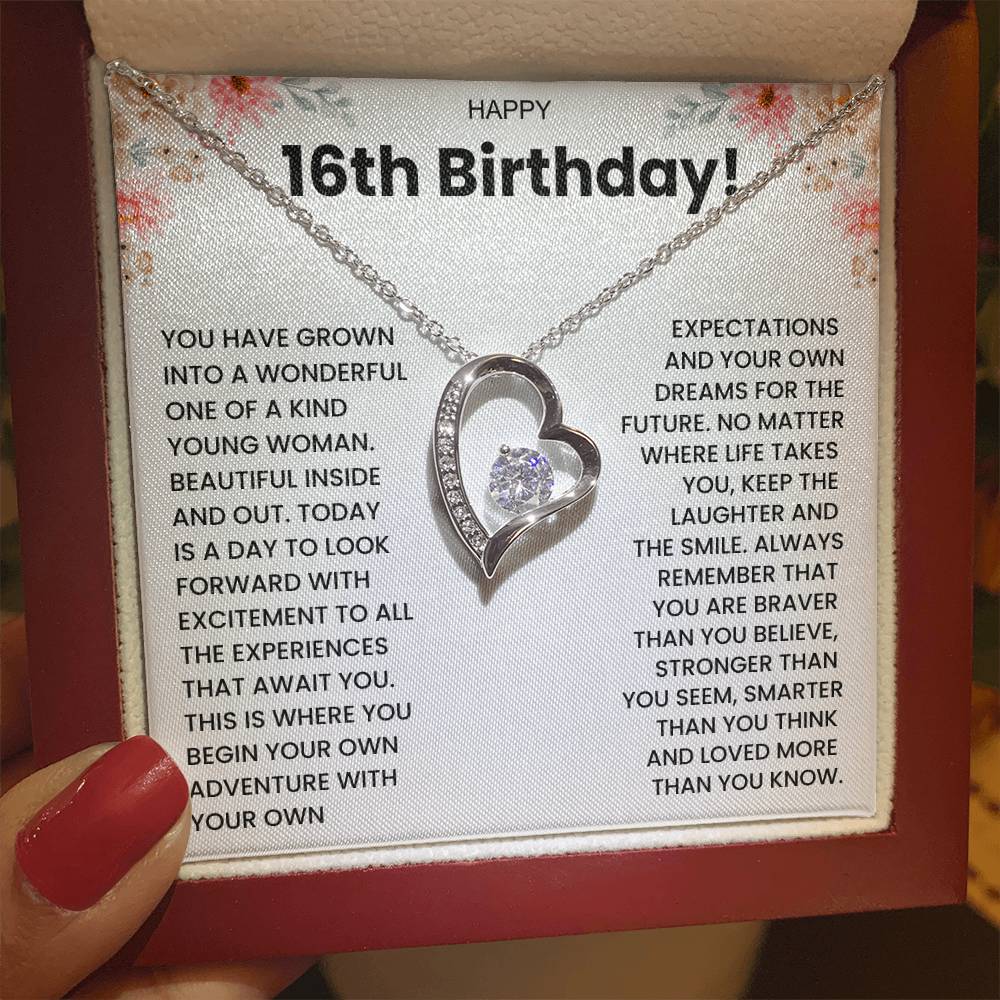 HAPPY
16th Birthday!
YOU HAVE GROWN
INTO A WONDERFUL
ONE OF A KIND
YOUNG WOMAN.
BEAUTIFUL INSIDE
AND OUT. TODAY
IS A DAY TO LOOK
FORWARD WITH
EXCITEMENT TO ALL
THE EXPERIENCES
THAT AWAIT YOU.
THIS IS WHERE YOU
BEGIN YOUR OWN
ADVENTURE WITH
YOUR OWN
EXPECTATIONS
AND YOUR OWN
DREAMS FOR THE
FUTURE. NO MATTER
WHERE LIFE TAKES
YOU, KEEP THE
LAUGHTER AND
THE SMILE. ALWAYS
REMEMBER THAT
YOU ARE BRAVER
THAN YOU BELIEVE,
STRONGER THAN
YOU SEEM, SMARTER
THAN YOU THINK
AND LOVED MORE
THAN YOU KNOW.